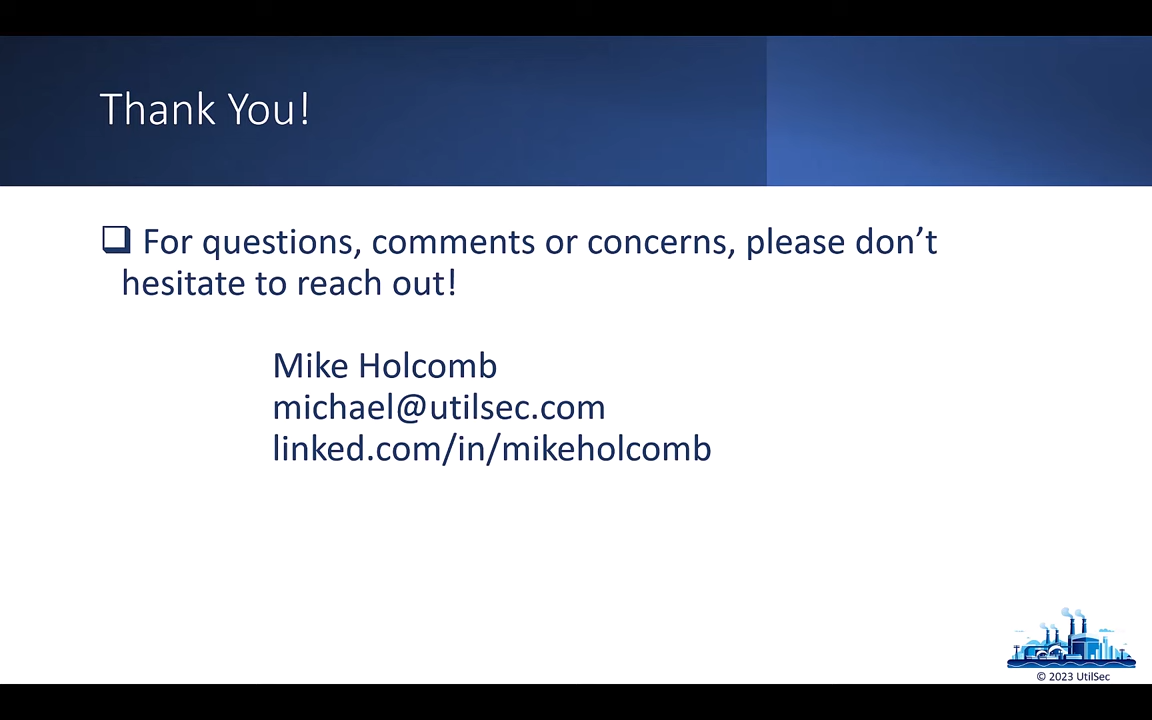 Thank You!
❑ For questions, comments or concerns, please don’t
hesitate to reach out!
Mike Holcomb
michael@utilsec.com
linked.com/in/mikeholcomb
© 2023 UtilSec